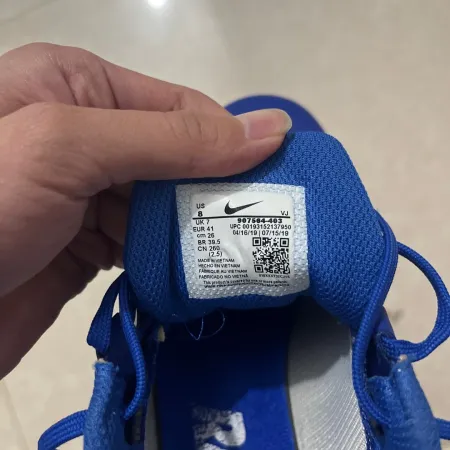 US
8
VJ
UK 7
907564-403
EUR 41
UPC 00193152137950
cm 26
04/16/19 | 07/15/19
BR 39.5
CN 260
(2.5)
MADE IN VIETNAM
HECHO EN VIETNAM
FABRIQUE AU VIETNAM
FABRICADO NO VIETNAM